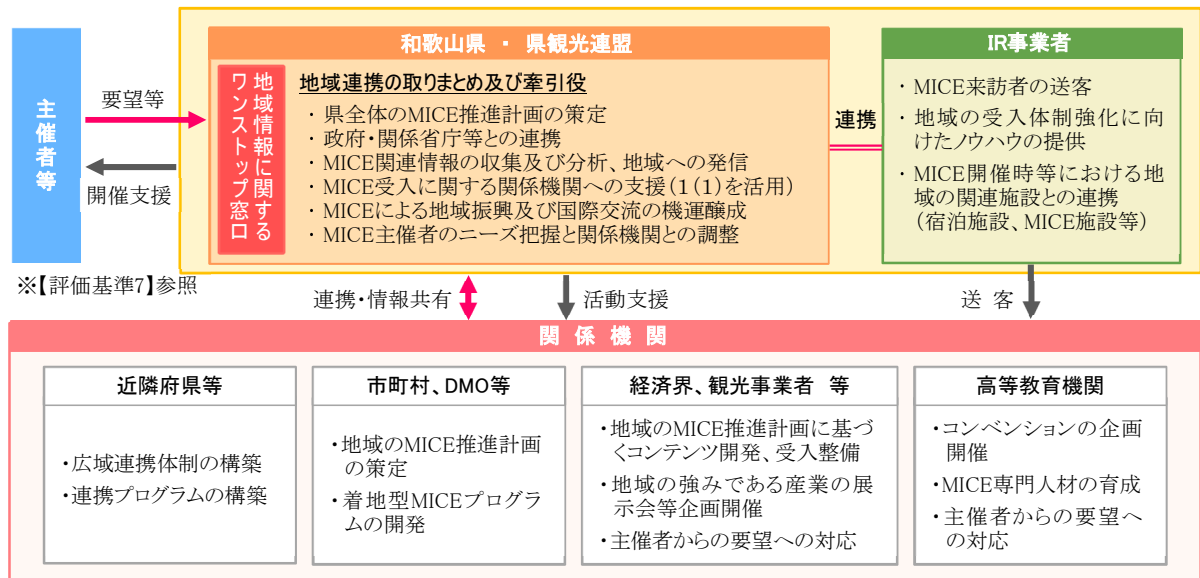 主催者等
要望等
開催支援
※【評価基準7】参照
和歌山県 ・ 県観光連盟
地域情報に関する
ワンストップ窓口
地域連携の取りまとめ及び牽引役
・県全体のMICE推進計画の策定
・政府・関係省庁等との連携
・MICE関連情報の収集及び分析、地域への発信
・MICE受入に関する関係機関への支援(1(1)を活用)
・MICEによる地域振興及び国際交流の機運醸成
・MICE主催者のニーズ把握と関係機関との調整
連携
IR事業者
・MICE来訪者の送客
・地域の受入体制強化に向
けたノウハウの提供
・MICE開催時等における地
域の関連施設との連携
(宿泊施設、MICE施設等)
連携・情報共有
活動支援
送 客
関 係 機 関
近隣府県等
・広域連携体制の構築
・連携プログラムの構築
市町村、DMO等
・地域のMICE推進計画
の策定
・着地型MICEプログラ
ムの開発
経済界、観光事業者 等
・地域のMICE推進計画に基づ
くコンテンツ開発、受入整備
・地域の強みである産業の展
示会等企画開催
・主催者からの要望への対応
高等教育機関
・コンベンションの企画
開催
・MICE専門人材の育成
・主催者からの要望へ
の対応